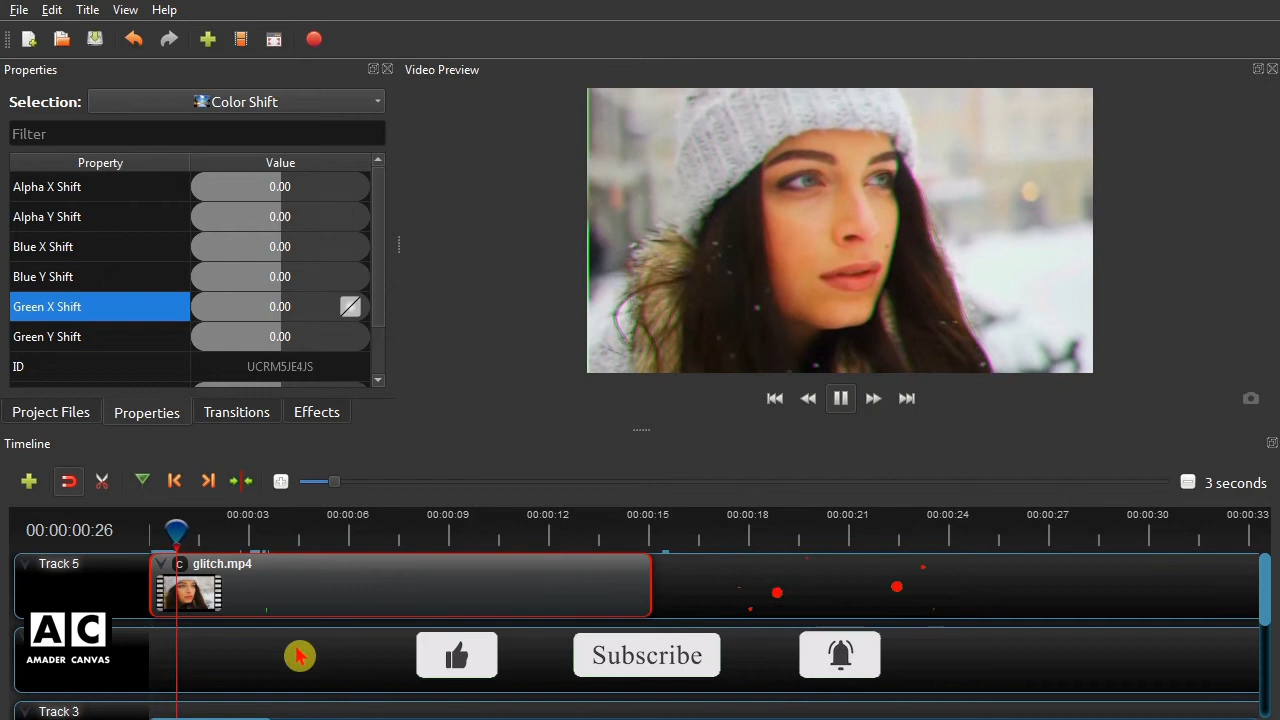 File Edit Title View Help
Properties
Video Preview
Selection: Color Shift
Filter
Property Value
Alpha X Shift 0.00
Alpha Y Shift 0.00
Blue X Shift 0.00
Blue Y Shift 0.00
Green X Shift 0.00
Green Y Shift 0.00
ID UCRM5JE4JS
Project Files Properties Transitions Effects
Timeline
3 seconds
00:00:00:26
00:00:03 00:00:06 00:00:09 00:00:12 00:00:15 00:00:18 00:00:21 00:00:24 00:00:27 00:00:30 00:00:33
Track 5
C glitch.mp4
AC
AMADER CANVAS
Subscribe
Track 3